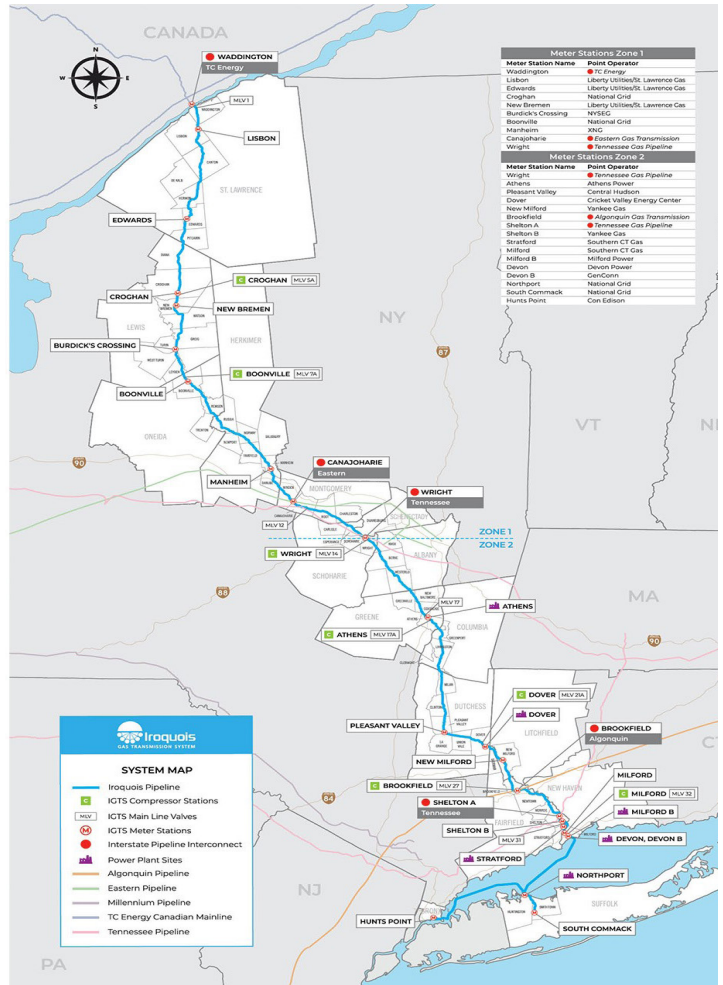 CANADA
WADDINGTON
TC Energy
N
W E
S
MLV 1
LISBON
ST. LAWRENCE
EDWARDS
C CROGHAN MLV 5A
CROGHAN
NEW BREMEN
LEWIS
HERKIMER
BURDICK'S CROSSING
C BOONVILLE MLV 7A
BOONVILLE
ONEIDA
NY
87
VT
90
MANHEIM
CANAJOHARIE
Eastern
MONTGOMERY
WRIGHT
Tennessee
SCHENECTADY
MLV 12
ZONE 1
ZONE 2
C WRIGHT MLV 14
ALBANY
SCHOHARIE
88
MA
GREENE
MLV 17
ATHENS
C ATHENS MLV 17A
COLUMBIA
90
DUTCHESS
C DOVER MLV 21A
DOVER
LITCHFIELD
PLEASANT VALLEY
BROOKFIELD
Algonquin
NEW MILFORD
C BROOKFIELD MLV 27
NEW HAVEN
84
SHELTON A
Tennessee
FAIRFIELD
SHELTON B
MILFORD
C MILFORD MLV 32
MILFORD B
MLV 31
DEVON, DEVON B
STRATFORD
NORTHPORT
NJ
SUFFOLK
HUNTS POINT
SOUTH COMMACK
PA
Meter Stations Zone 1
Meter Station Name Point Operator
Waddington TC Energy
Lisbon Liberty Utilities/St. Lawrence Gas
Edwards Liberty Utilities/St. Lawrence Gas
Croghan National Grid
New Bremen Liberty Utilities/St. Lawrence Gas
Burdick's Crossing NYSEG
Boonville National Grid
Manheim XNG
Canajoharie Eastern Gas Transmission
Wright Tennessee Gas Pipeline
Meter Stations Zone 2
Meter Station Name Point Operator
Wright Tennessee Gas Pipeline
Athens Athens Power
Pleasant Valley Central Hudson
Dover Cricket Valley Energy Center
New Milford Yankee Gas
Brookfield Algonquin Gas Transmission
Shelton A Tennessee Gas Pipeline
Shelton B Yankee Gas
Stratford Southern CT Gas
Milford Southern CT Gas
Milford B Milford Power
Devon Devon Power
Devon B GenConn
Northport National Grid
South Commack National Grid
Hunts Point Con Edison
Iroquois
GAS TRANSMISSION SYSTEM
SYSTEM MAP
Iroquois Pipeline
C IGTS Compressor Stations
MLV IGTS Main Line Valves
M IGTS Meter Stations
Interstate Pipeline Interconnect
Power Plant Sites
Algonquin Pipeline
Eastern Pipeline
Millennium Pipeline
TC Energy Canadian Mainline
Tennessee Pipeline